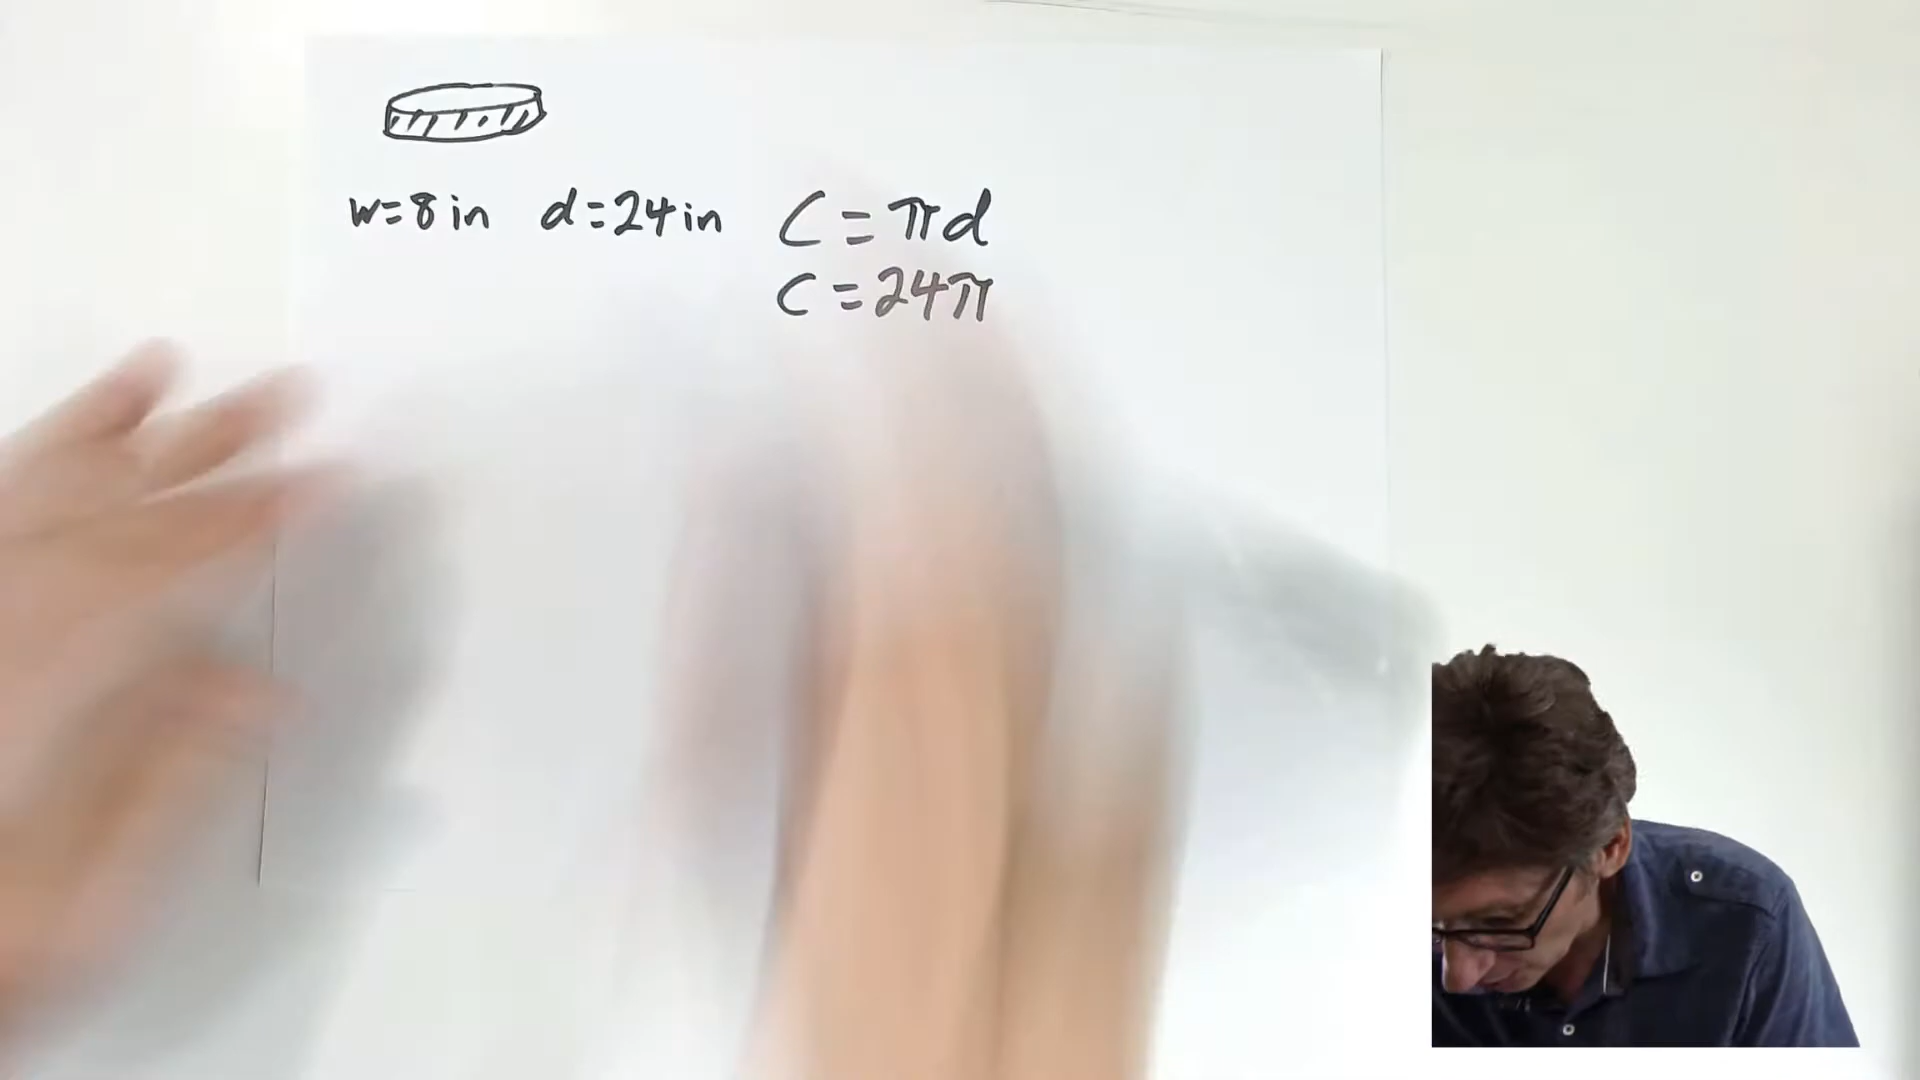 w=8 in d=24 in C=πd
C=24π